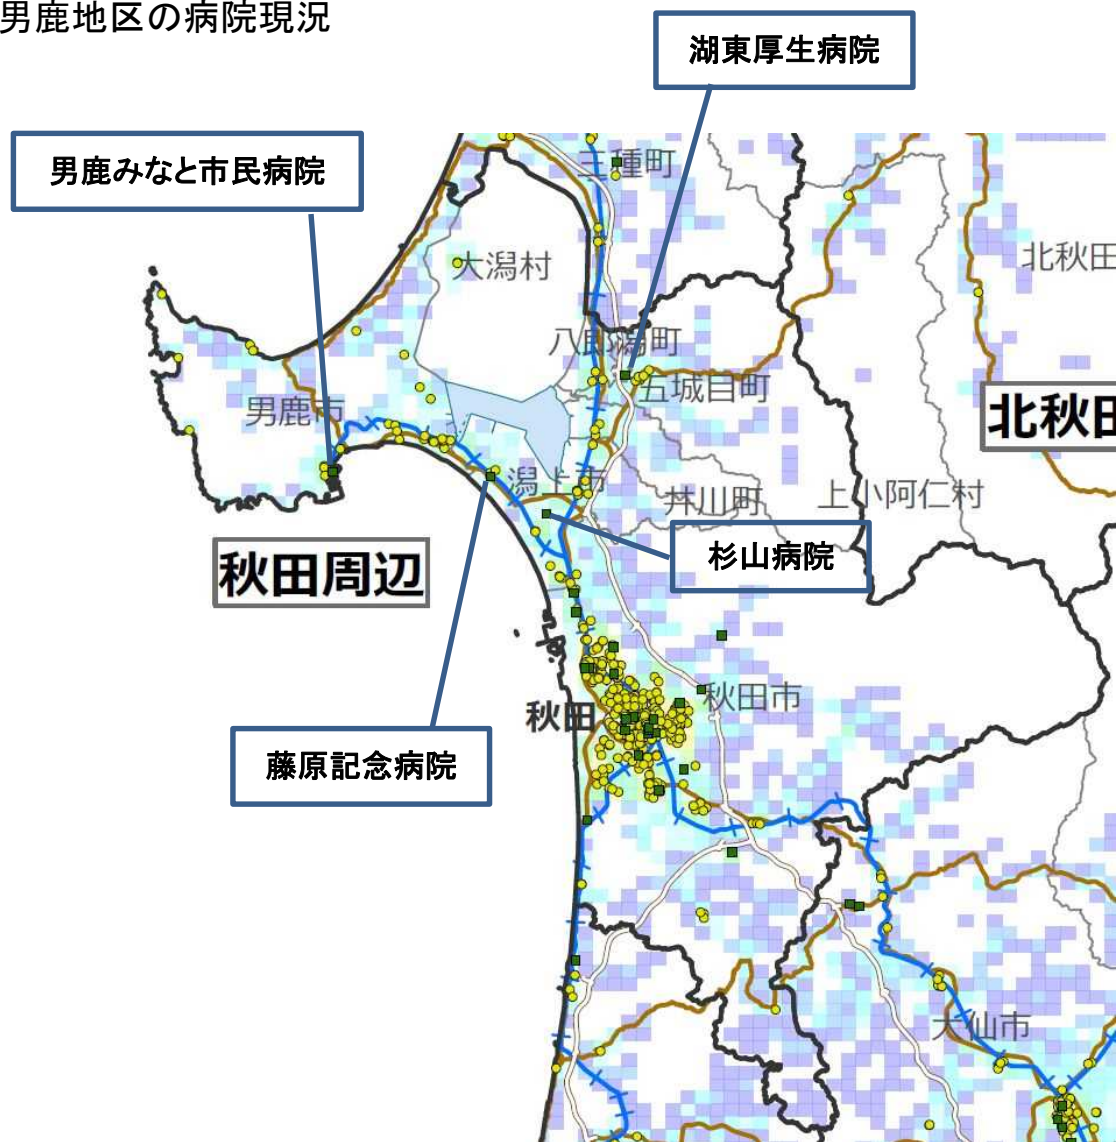 男鹿地区の病院現況
湖東厚生病院
男鹿みなと市民病院
三種町
大潟村
北秋田
八郎潟町
五城目町
男鹿市
北秋田
潟上市
井川町
上小阿仁村
杉山病院
秋田周辺
秋田市
秋田
藤原記念病院
大仙市